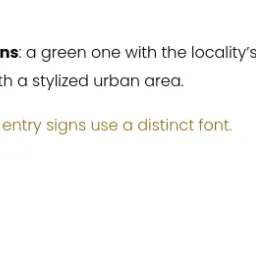 ns: a green one with the locality’s
th a stylized urban area.
entry signs use a distinct font.